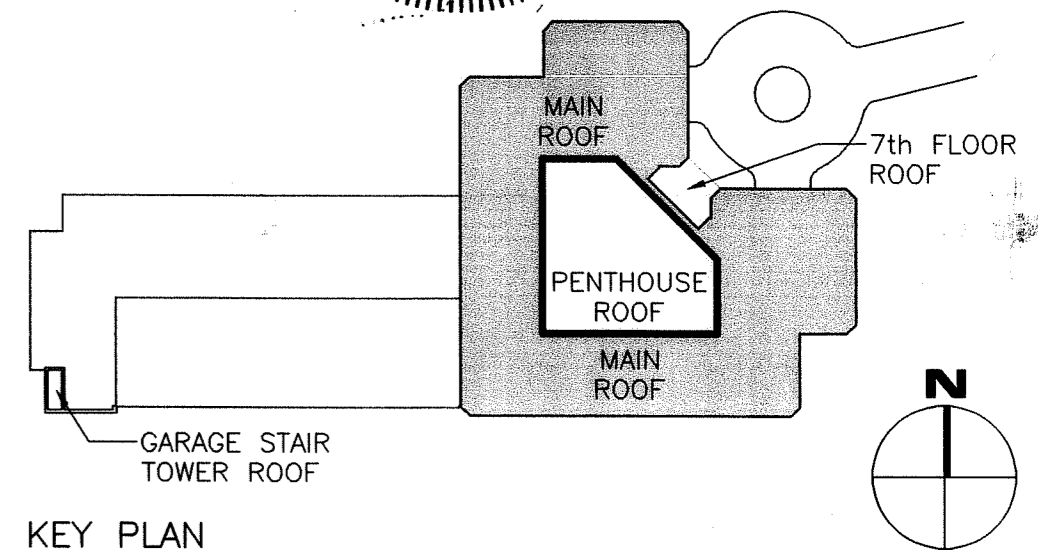 MAIN
ROOF
7th FLOOR
ROOF
PENTHOUSE
ROOF
MAIN
ROOF
N
GARAGE STAIR
TOWER ROOF
KEY PLAN